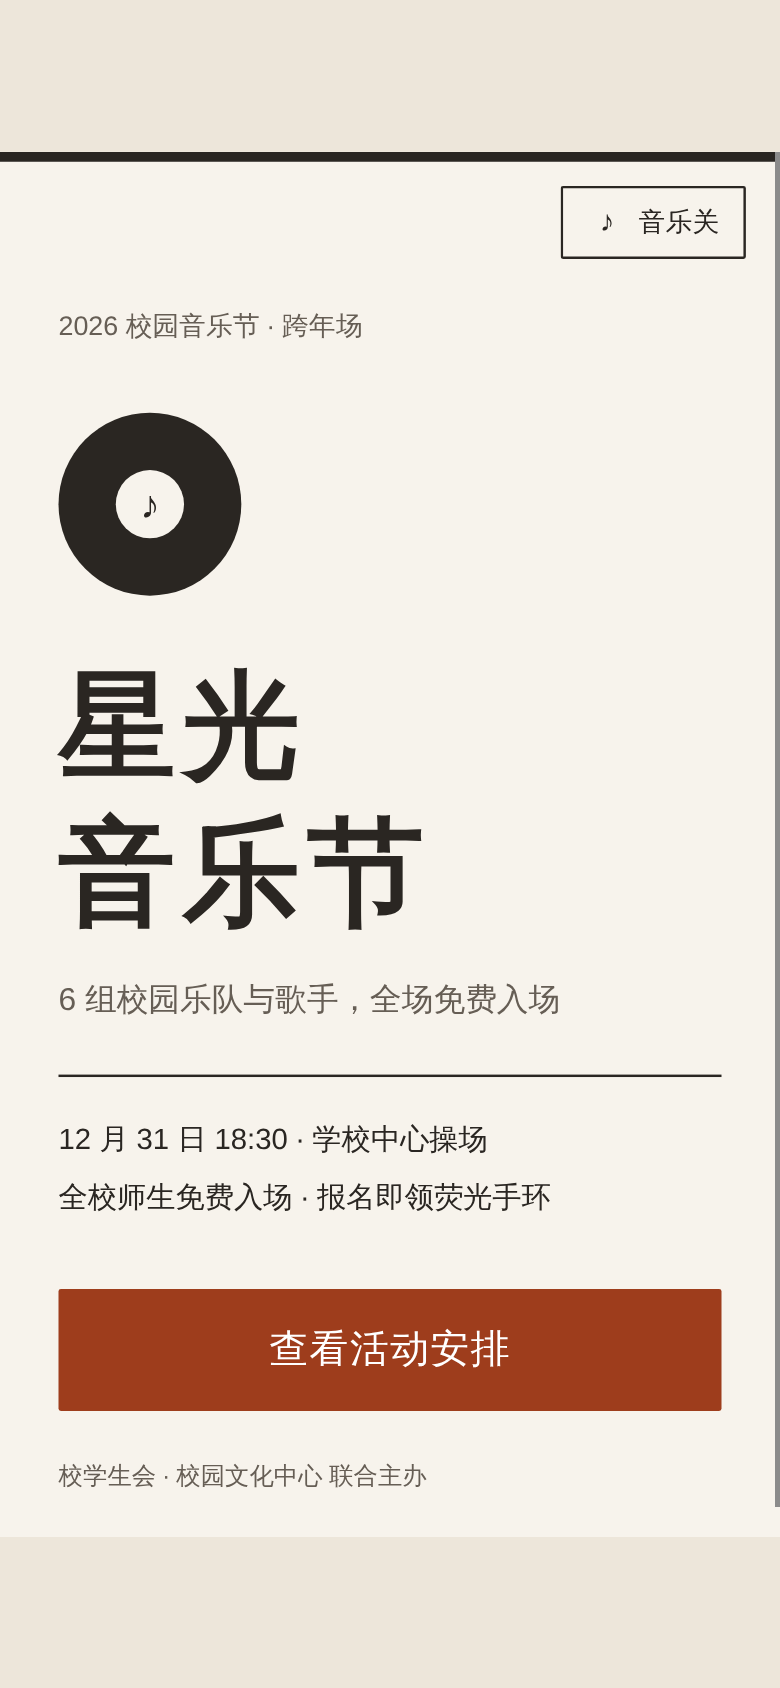 ♪ 音乐关
2026 校园音乐节 · 跨年场
♪
星光
音乐节
6 组校园乐队与歌手，全场免费入场
12 月 31 日 18:30 · 学校中心操场
全校师生免费入场 · 报名即领荧光手环
查看活动安排
校学生会 · 校园文化中心 联合主办